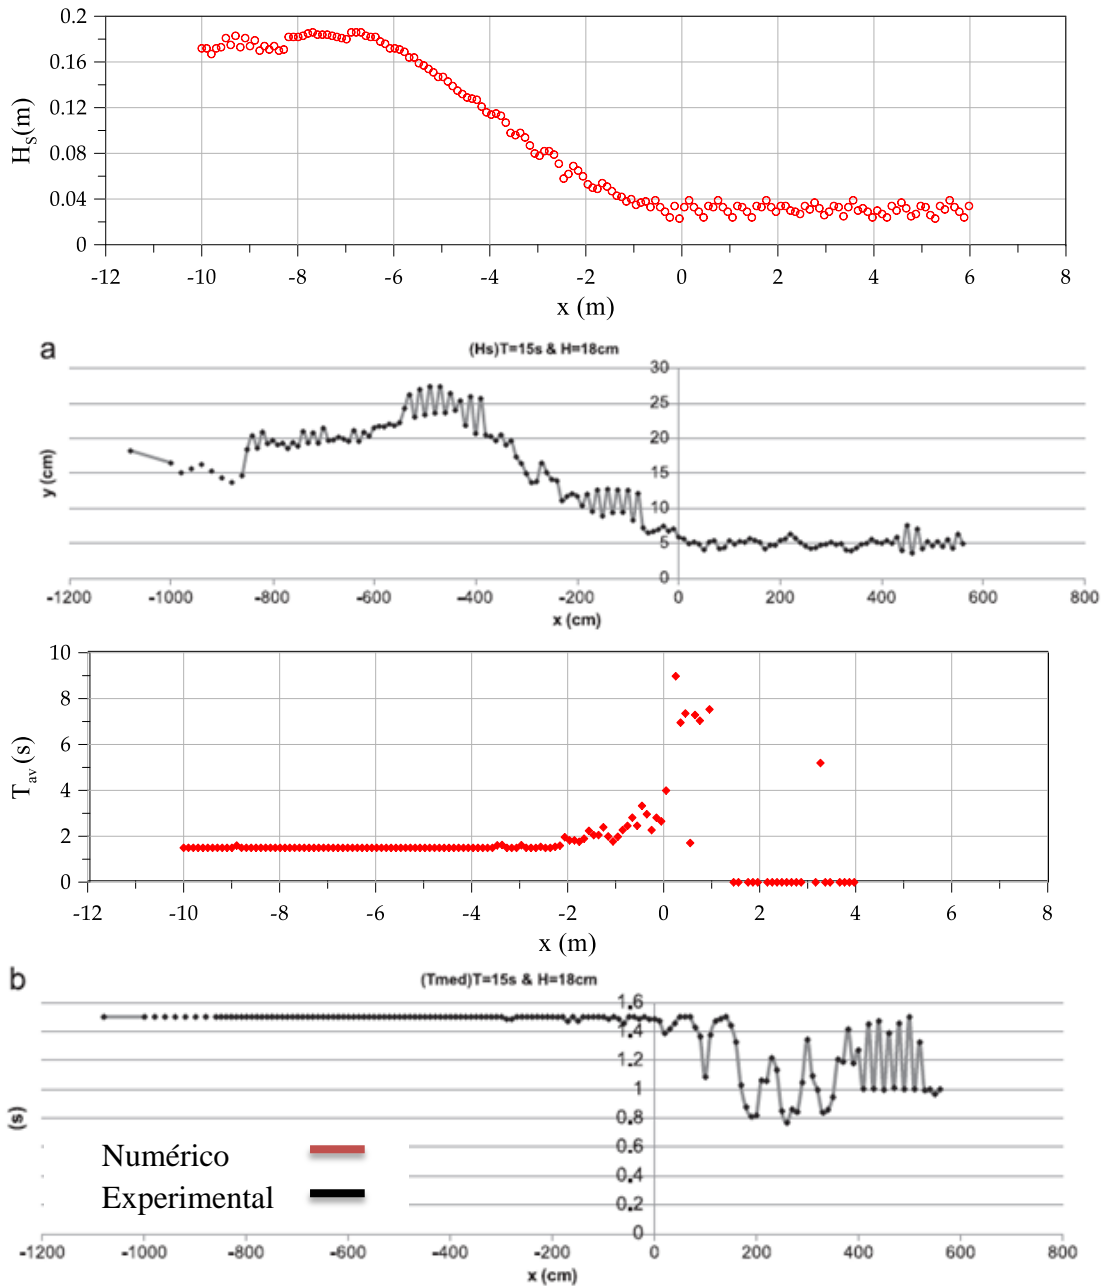 0.2
0.16
0.12
0.08
0.04
0
Hs(m)
-12 -10 -8 -6 -4 -2 0 2 4 6 8
x (m)
a
(Hs)T=15s & H=18cm
30
25
20
15
10
5
0
y (cm)
-1200 -1000 -800 -600 -400 -200 0 200 400 600 800
x (cm)
10
8
6
4
2
0
Tav(s)
-12 -10 -8 -6 -4 -2 0 2 4 6 8
x (m)
b
(Tmed)T=15s & H=18cm
1.6
1.4
1.2
1
0.8
0.6
0.4
0.2
0
(s)
Numérico
Experimental
-1200 -1000 -800 -600 -400 -200 0 200 400 600 800
x (cm)